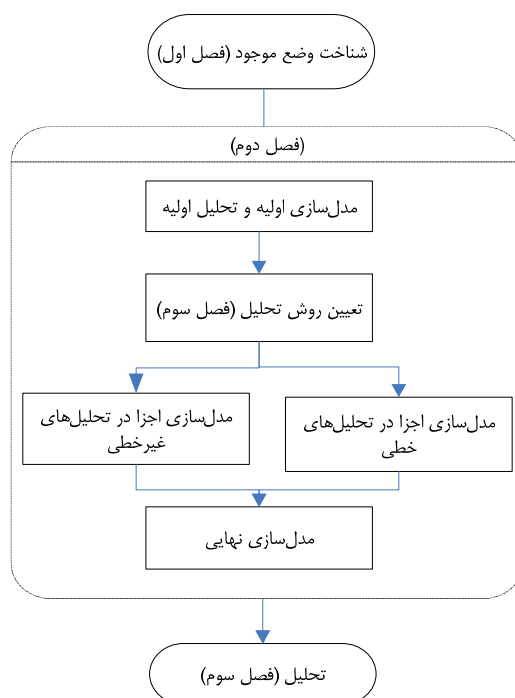 شناخت وضع موجود (فصل اول)
(فصل دوم)
مدل‌سازی اولیه و تحلیل اولیه
تعیین روش تحلیل (فصل سوم)
مدل‌سازی اجزا در تحلیل‌های
خطی
مدل‌سازی اجزا در تحلیل‌های
غیرخطی
مدل‌سازی نهایی
تحلیل (فصل سوم)